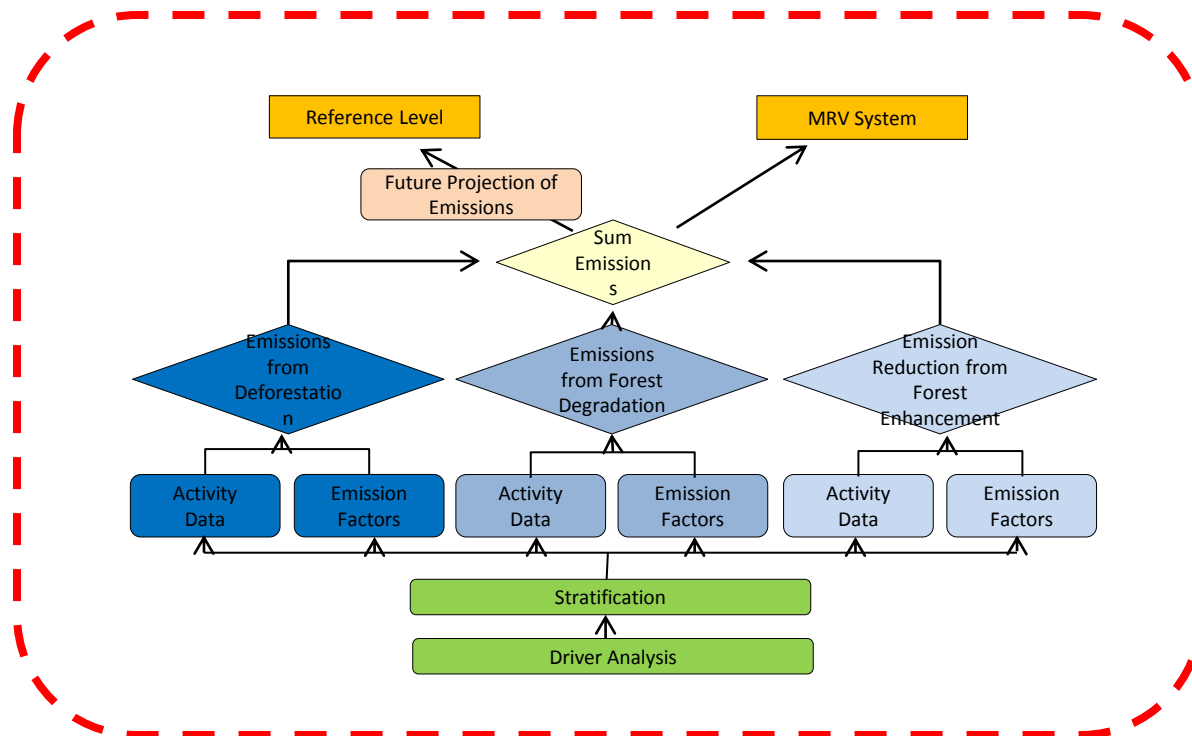 Reference Level
MRV System
Future Projection of
Emissions
Sum
Emission
s
Emissions
from
Deforestatio
n
Emissions
from Forest
Degradation
Emission
Reduction from
Forest
Enhancement
Activity
Data
Emission
Factors
Activity
Data
Emission
Factors
Activity
Data
Emission
Factors
Stratification
Driver Analysis